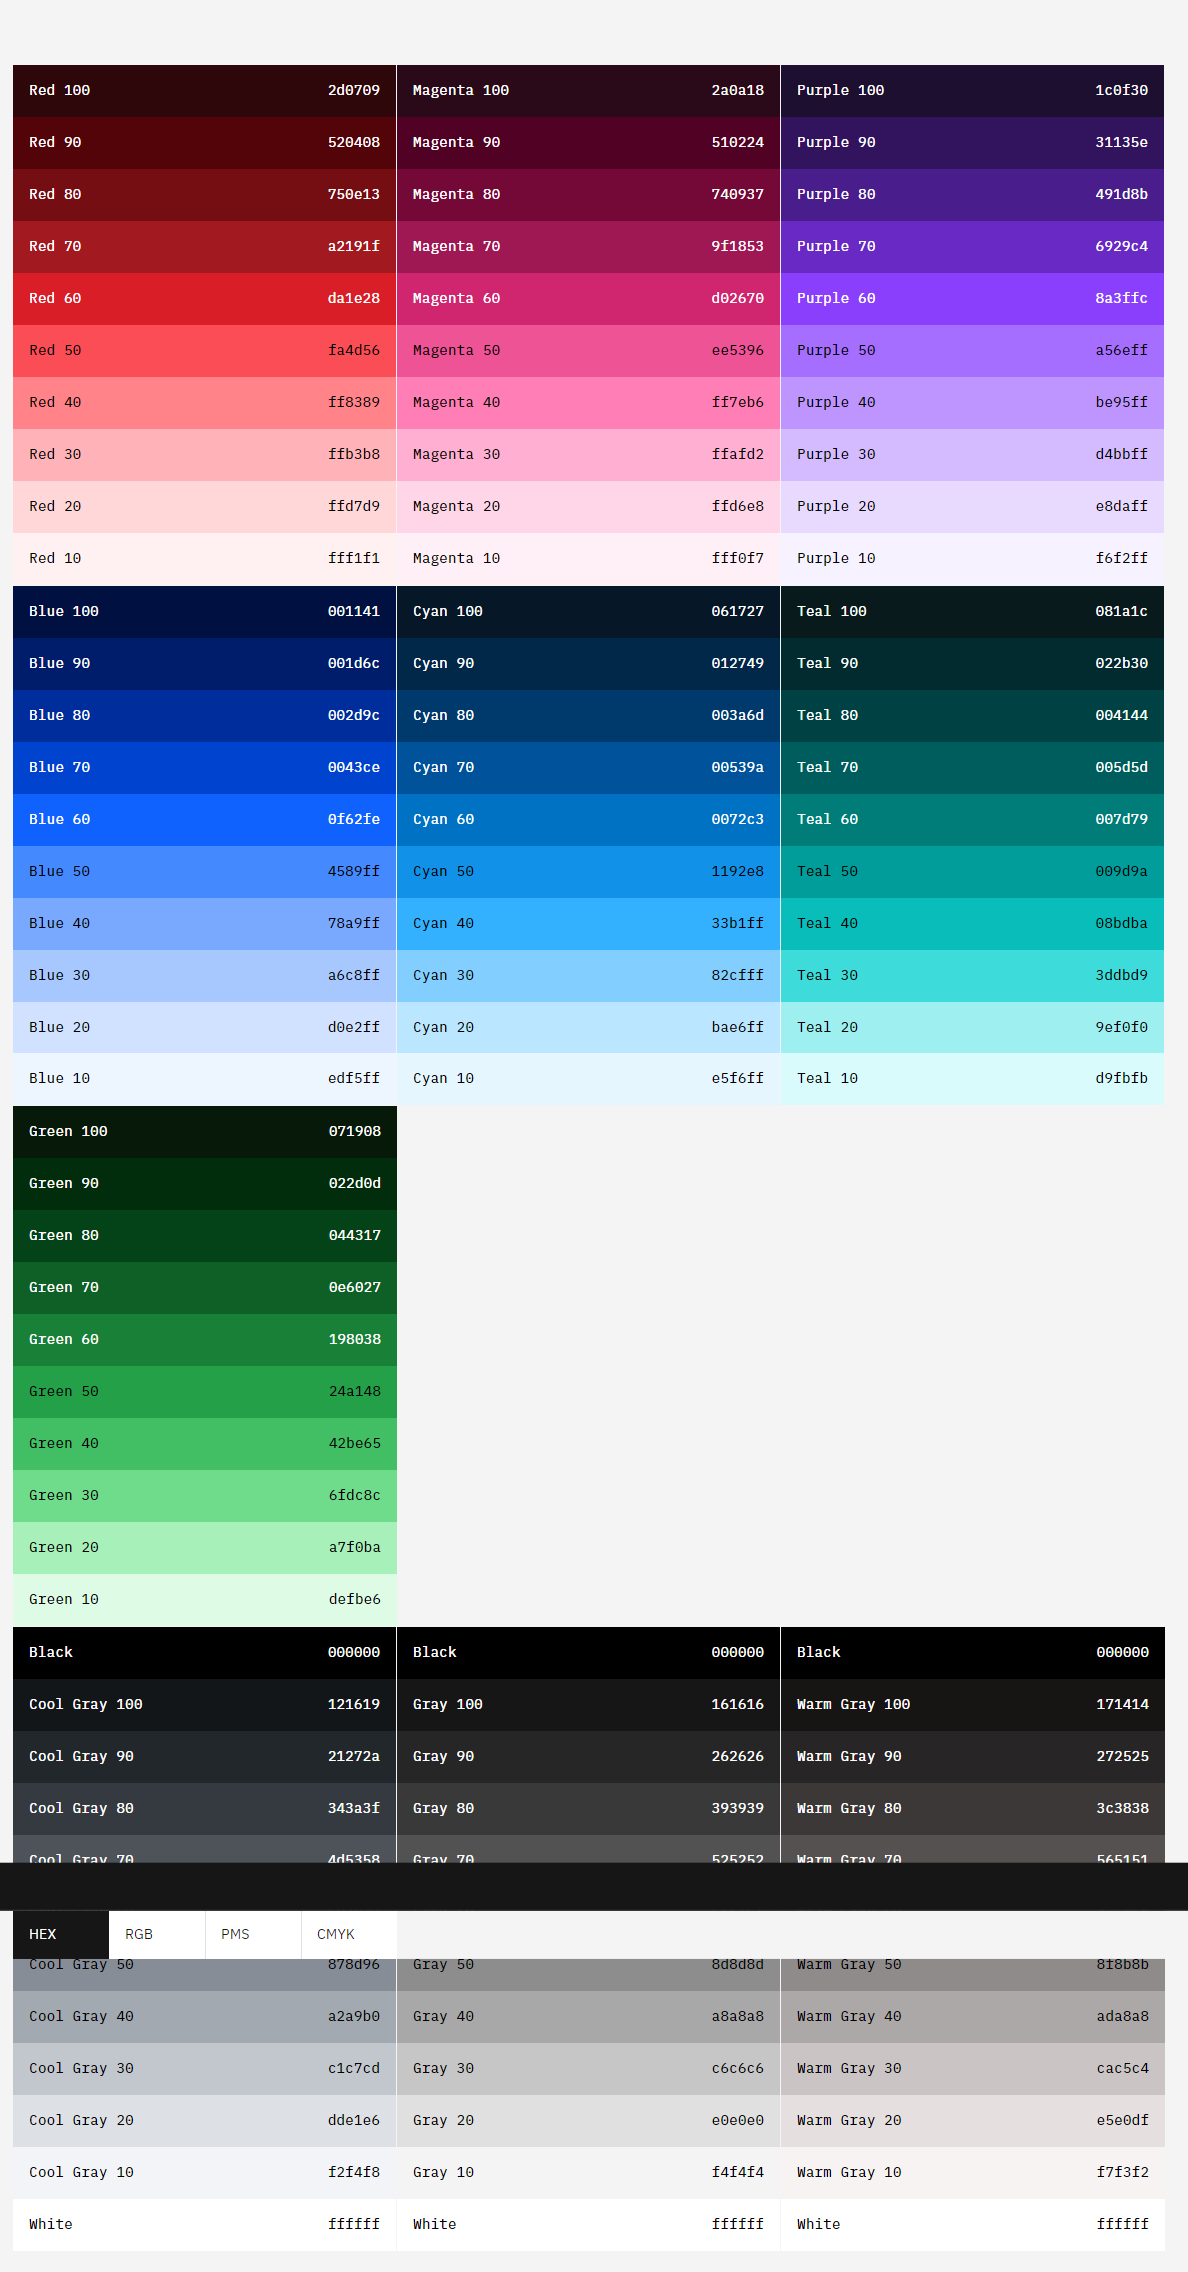 Red 100 2d0709 Magenta 100 2a0a18 Purple 100 1c0f30
Red 90 520408 Magenta 90 510224 Purple 90 31135e
Red 80 750e13 Magenta 80 740937 Purple 80 491d8b
Red 70 a2191f Magenta 70 9f1853 Purple 70 6929c4
Red 60 da1e28 Magenta 60 d02670 Purple 60 8a3ffc
Red 50 fa4d56 Magenta 50 ee5396 Purple 50 a56eff
Red 40 ff8389 Magenta 40 ff7eb6 Purple 40 be95ff
Red 30 ffb3b8 Magenta 30 ffafd2 Purple 30 d4bbff
Red 20 ffd7d9 Magenta 20 ffd6e8 Purple 20 e8daff
Red 10 fff1f1 Magenta 10 fff0f7 Purple 10 f6f2ff
Blue 100 001141 Cyan 100 061727 Teal 100 081a1c
Blue 90 001d6c Cyan 90 012749 Teal 90 022b30
Blue 80 002d9c Cyan 80 003a6d Teal 80 004144
Blue 70 0043ce Cyan 70 00539a Teal 70 005d5d
Blue 60 0f62fe Cyan 60 0072c3 Teal 60 007d79
Blue 50 4589ff Cyan 50 1192e8 Teal 50 009d9a
Blue 40 78a9ff Cyan 40 33b1ff Teal 40 08bdba
Blue 30 a6c8ff Cyan 30 82cfff Teal 30 3ddbd9
Blue 20 d0e2ff Cyan 20 bae6ff Teal 20 9ef0f0
Blue 10 edf5ff Cyan 10 e5f6ff Teal 10 d9fbfb
Green 100 071908
Green 90 022d0d
Green 80 044317
Green 70 0e6027
Green 60 198038
Green 50 24a148
Green 40 42be65
Green 30 6fdc8c
Green 20 a7f0ba
Green 10 defbe6
Black 000000 Black 000000 Black 000000
Cool Gray 100 121619 Gray 100 161616 Warm Gray 100 171414
Cool Gray 90 21272a Gray 90 262626 Warm Gray 90 272525
Cool Gray 80 343a3f Gray 80 393939 Warm Gray 80 3c3838
Cool Gray 70 4d5358 Gray 70 525252 Warm Gray 70 565151
HEX RGB PMS CMYK
Cool Gray 50 878d96 Gray 50 8d8d8d Warm Gray 50 8f8b8b
Cool Gray 40 a2a9b0 Gray 40 a8a8a8 Warm Gray 40 ada8a8
Cool Gray 30 c1c7cd Gray 30 c6c6c6 Warm Gray 30 cac5c4
Cool Gray 20 dde1e6 Gray 20 e0e0e0 Warm Gray 20 e5e0df
Cool Gray 10 f2f4f8 Gray 10 f4f4f4 Warm Gray 10 f7f3f2
White ffffff White ffffff White ffffff